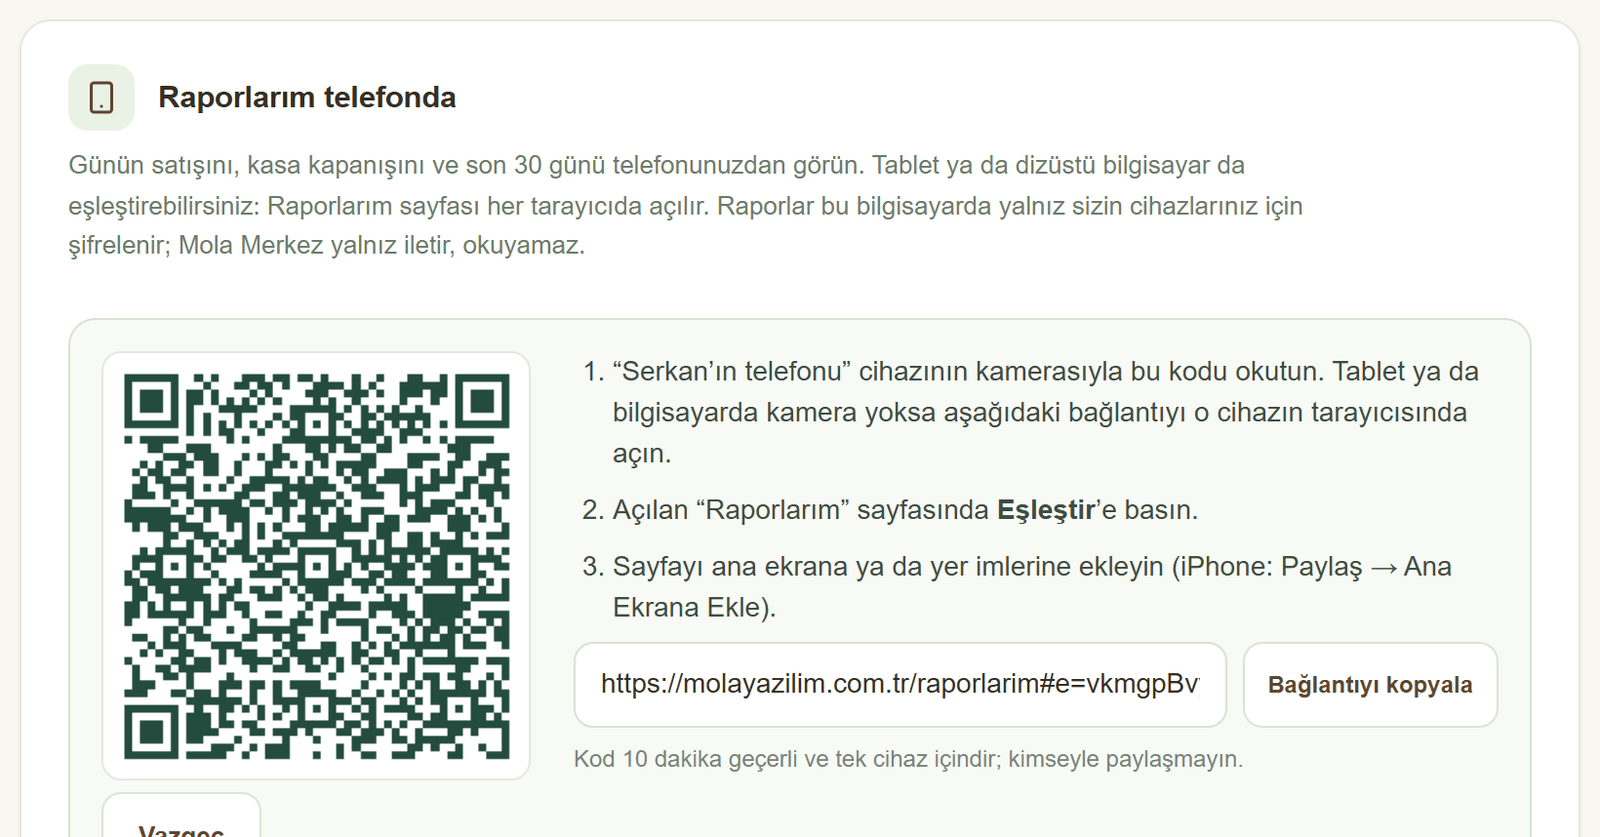 Raporlarım telefonda
Günün satışını, kasa kapanışını ve son 30 günü telefonunuzdan görün. Tablet ya da dizüstü bilgisayar da
eşleştirebilirsiniz: Raporlarım sayfası her tarayıcıda açılır. Raporlar bu bilgisayarda yalnız sizin cihazlarınız için
şifrelenir; Mola Merkez yalnız iletir, okuyamaz.
1. “Serkan’ın telefonu” cihazının kamerasıyla bu kodu okutun. Tablet ya da
bilgisayarda kamera yoksa aşağıdaki bağlantıyı o cihazın tarayıcısında
açın.
2. Açılan “Raporlarım” sayfasında Eşleştir’e basın.
3. Sayfayı ana ekrana ya da yer imlerine ekleyin (iPhone: Paylaş → Ana
Ekrana Ekle).
https://molayazilim.com.tr/raporlarim#e=vkmgpBv
Bağlantıyı kopyala
Kod 10 dakika geçerli ve tek cihaz içindir; kimseyle paylaşmayın.
Vazgeç